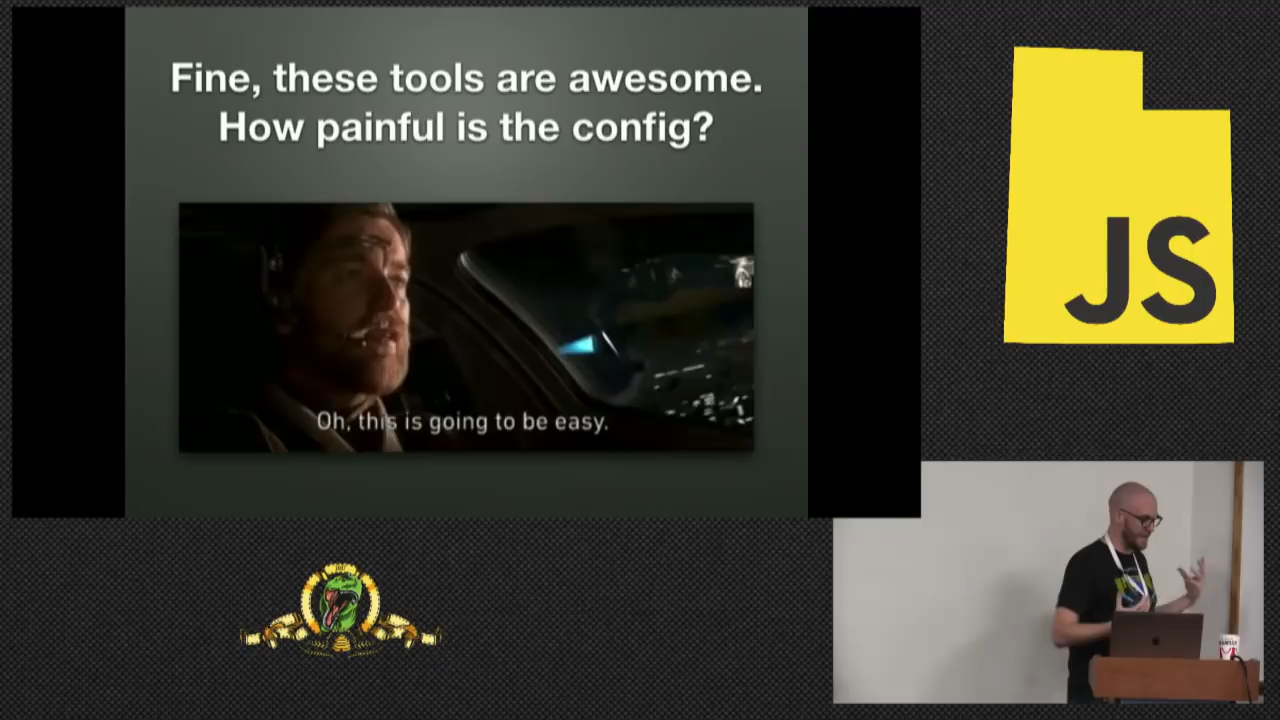 Fine, these tools are awesome.
How painful is the config?
Oh, this is going to be easy.
JS